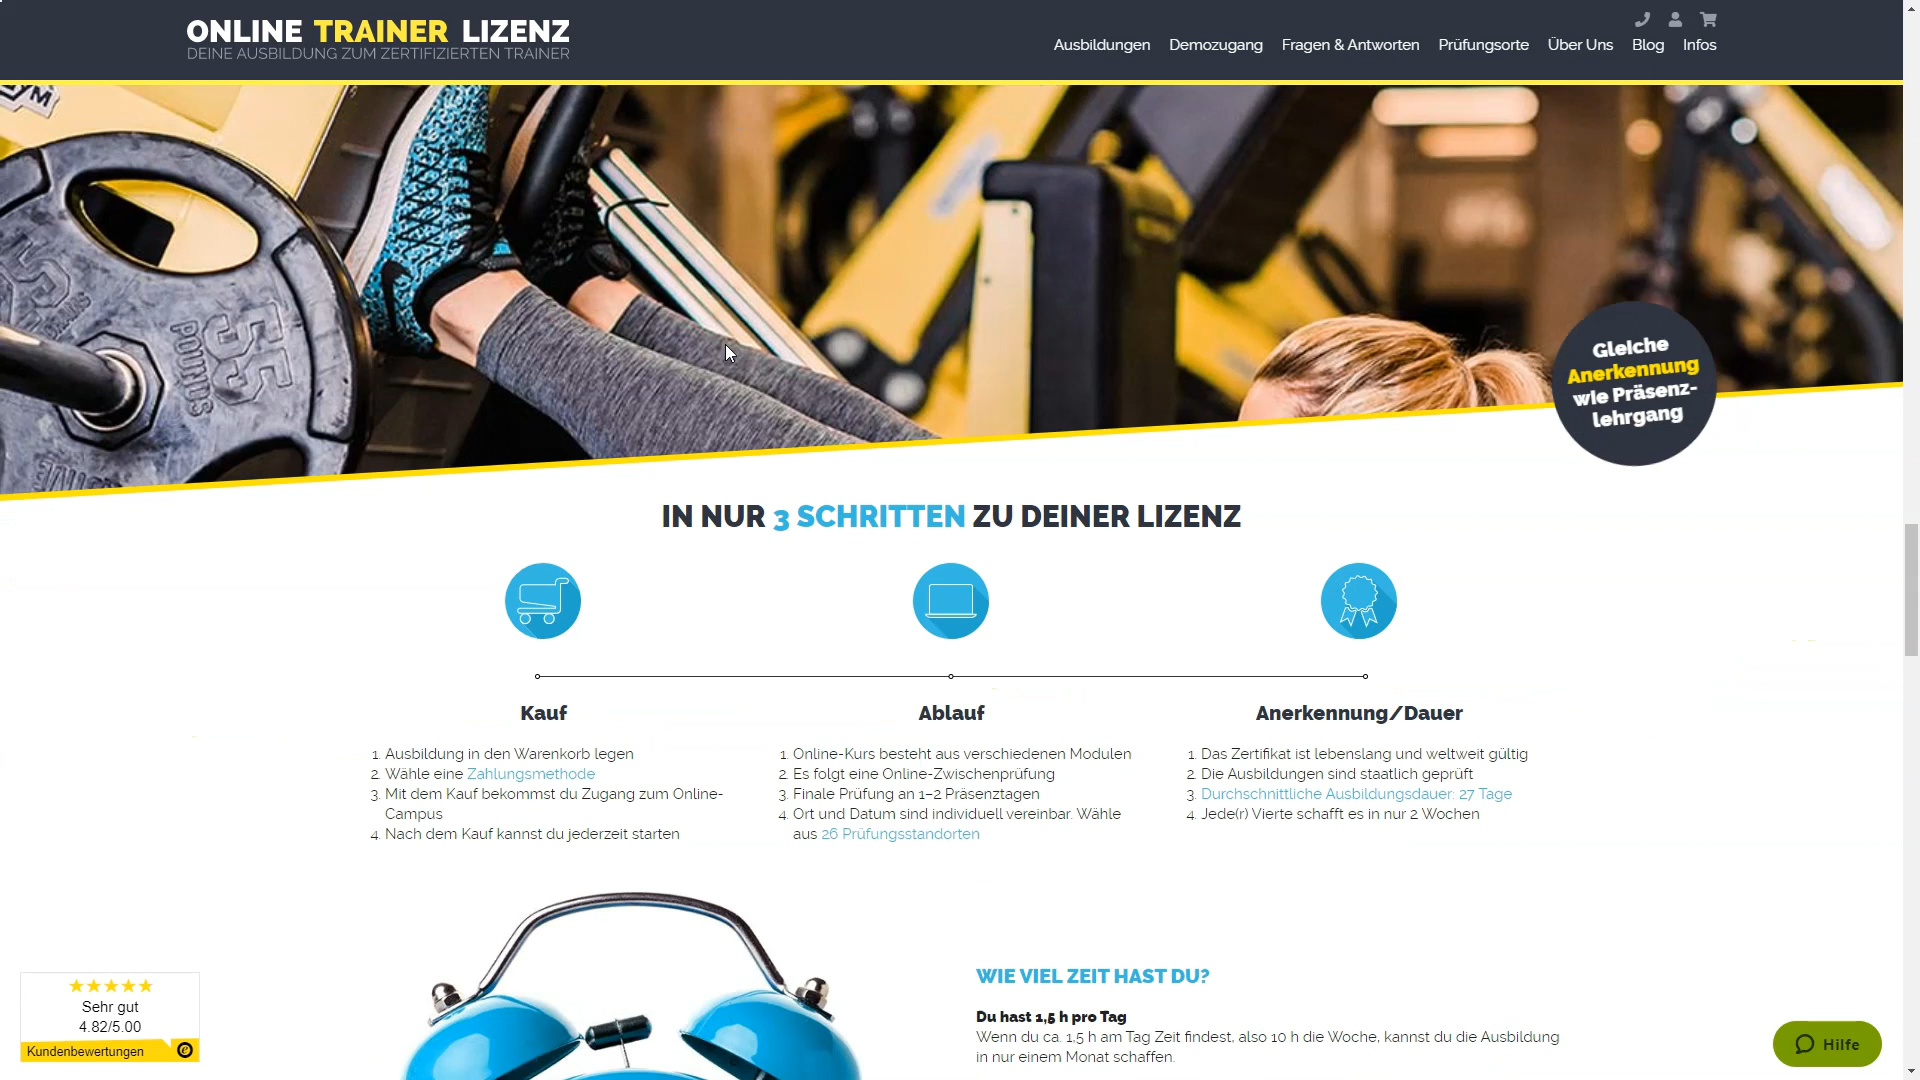 ONLINE TRAINER LIZENZ
DEINE AUSBILDUNG ZUM ZERTIFIZIERTEN TRAINER
Ausbildungen Demozugang Fragen & Antworten Prüfungsorte Über Uns Blog Infos
GYM
55
POUNDS
55
Gleiche
Anerkennung
wie Präsenz-
lehrgang
IN NUR 3 SCHRITTEN ZU DEINER LIZENZ
Kauf
1. Ausbildung in den Warenkorb legen
2. Wähle eine Zahlungsmethode
3. Mit dem Kauf bekommst du Zugang zum Online-
Campus
4. Nach dem Kauf kannst du jederzeit starten
Ablauf
1. Online-Kurs besteht aus verschiedenen Modulen
2. Es folgt eine Online-Zwischenprüfung
3. Finale Prüfung an 1–2 Präsenztagen
4. Ort und Datum sind individuell vereinbar. Wähle
aus 26 Prüfungsstandorten
Anerkennung/Dauer
1. Das Zertifikat ist lebenslang und weltweit gültig
2. Die Ausbildungen sind staatlich geprüft
3. Durchschnittliche Ausbildungsdauer: 27 Tage
4. Jede(r) Vierte schafft es in nur 2 Wochen
WIE VIEL ZEIT HAST DU?
Du hast 1,5 h pro Tag
Wenn du ca. 1,5 h am Tag Zeit findest, also 10 h die Woche, kannst du die Ausbildung
in nur einem Monat schaffen.
Sehr gut
4.82/5.00
Kundenbewertungen e
Hilfe